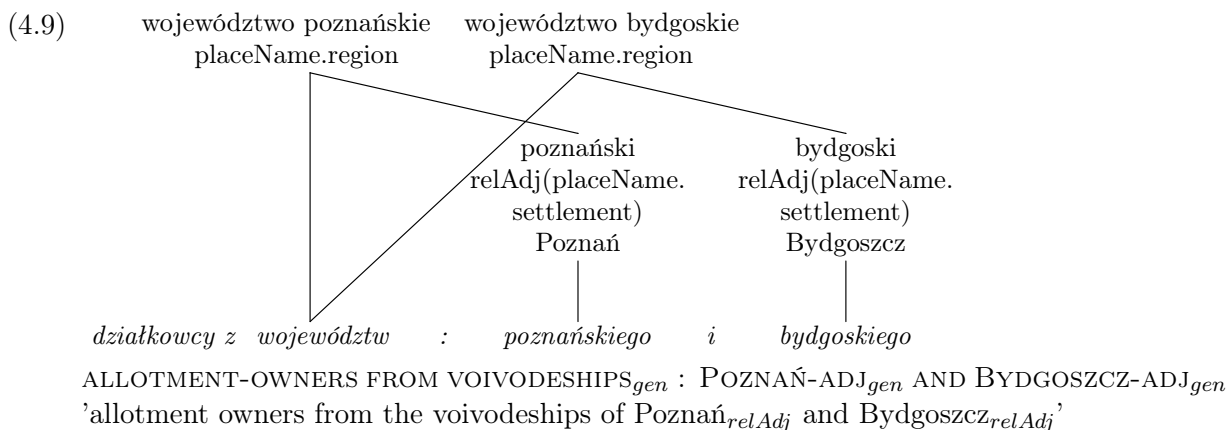 (4.9) województwo poznańskie województwo bydgoskie
placeName.region placeName.region
poznański bydgoski
relAdj(placeName. relAdj(placeName.
settlement) settlement)
Poznań Bydgoszcz
działkowcy z województw : poznańskiego i bydgoskiego
ALLOTMENT-OWNERS FROM VOIVODESHIPSgen : POZNAŃ-ADJgen AND BYDGOSZCZ-ADJgen
’allotment owners from the voivodeships of PoznańrelAdj and BydgoszczrelAdj’